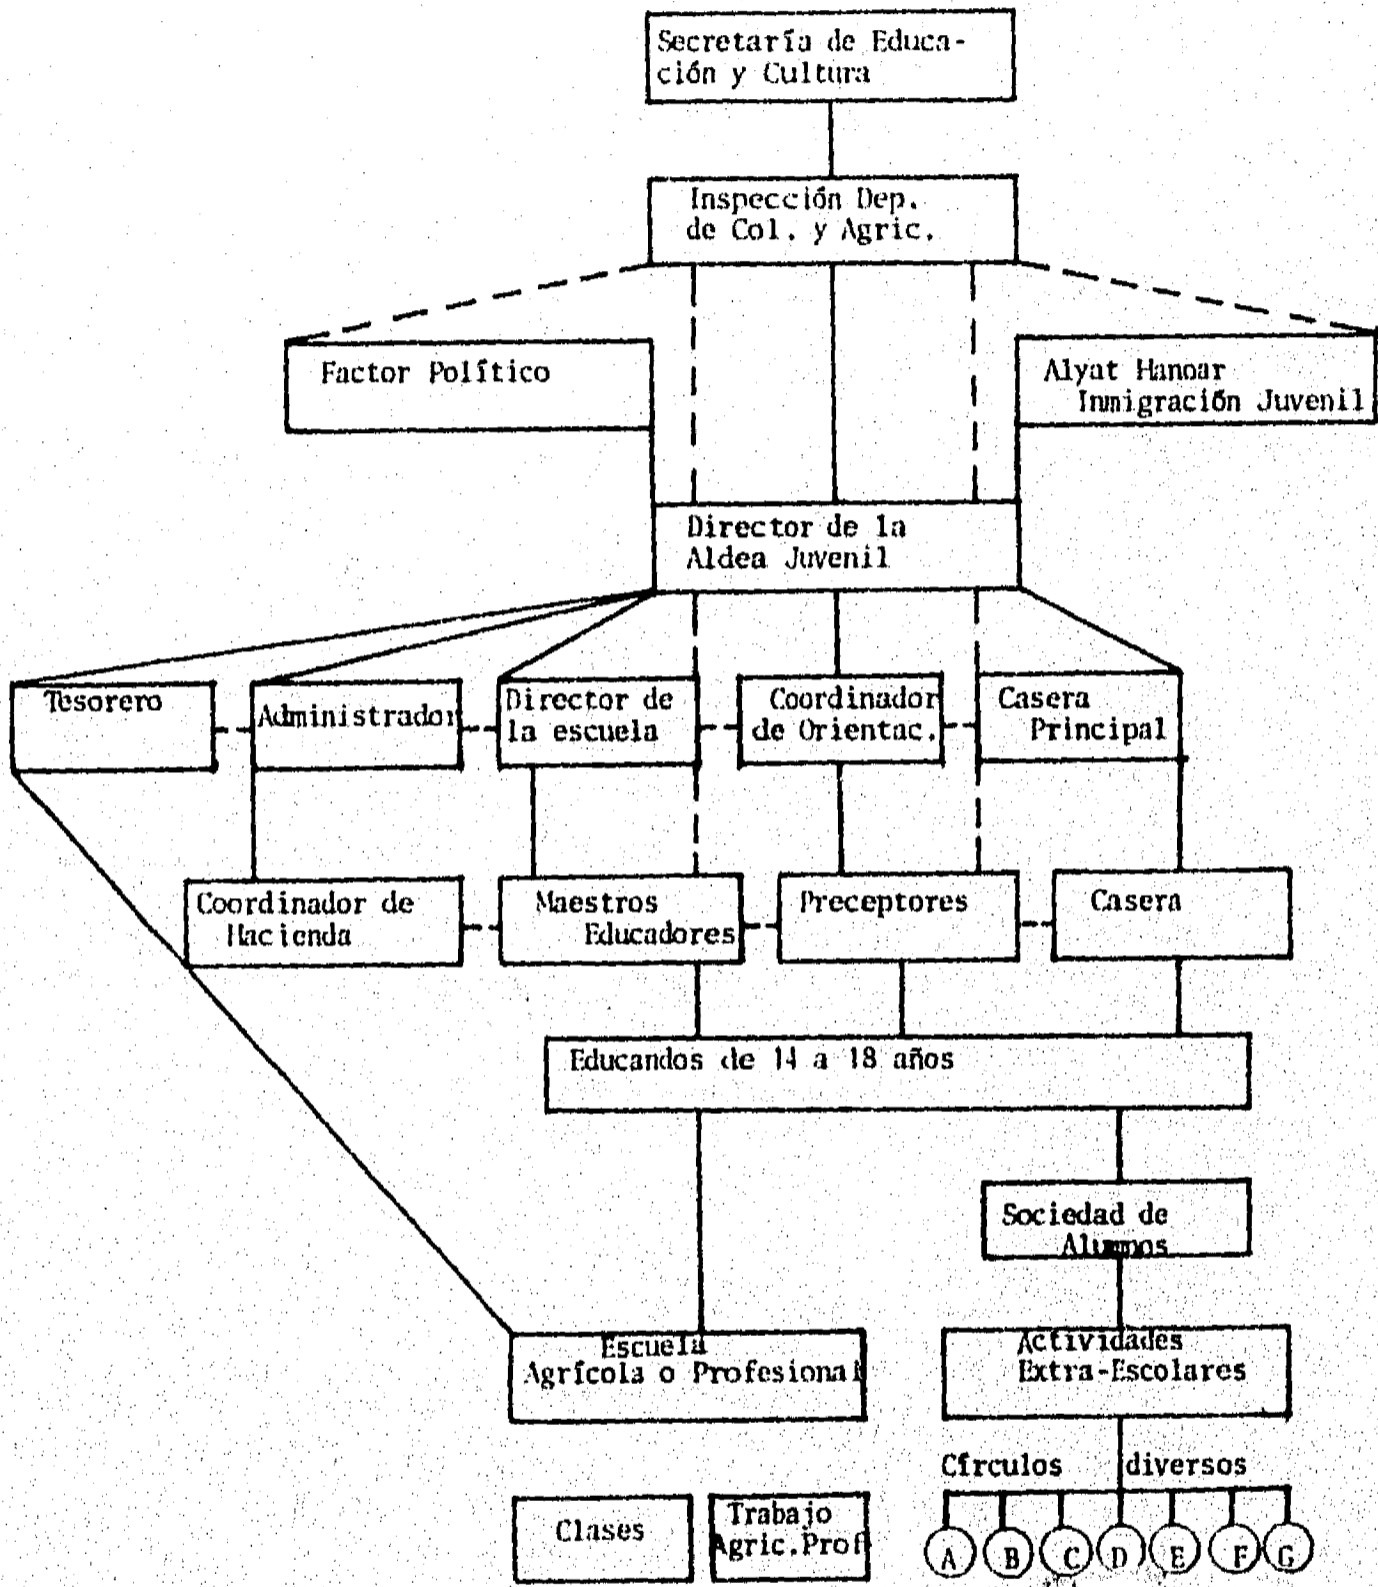 Secretaría de Educa-
ción y Cultura
Inspección Dep.
de Col. y Agric.
Factor Político
Alyat Hanoar
Inmigración Juvenil
Director de la
Aldea Juvenil
Tesorero
Administrador
Director de
la escuela
Coordinador
de Orientac.
Casera
Principal
Coordinador de
Hacienda
Maestros
Educadores
Preceptores
Casera
Educandos de 14 a 18 años
Sociedad de
Alumnos
Escuela
Agrícola o Profesional
Actividades
Extra-Escolares
Círculos diversos
Clases
Trabajo
Agric.Prof
A B C D E F G